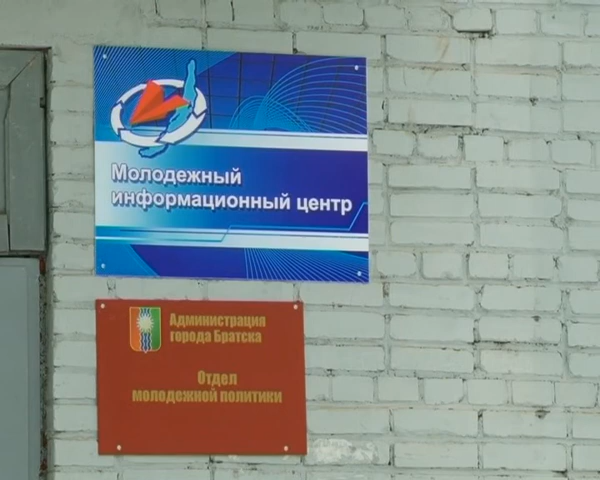 Молодежный
информационный центр
Администрация
города Братска
Отдел
молодежной политики